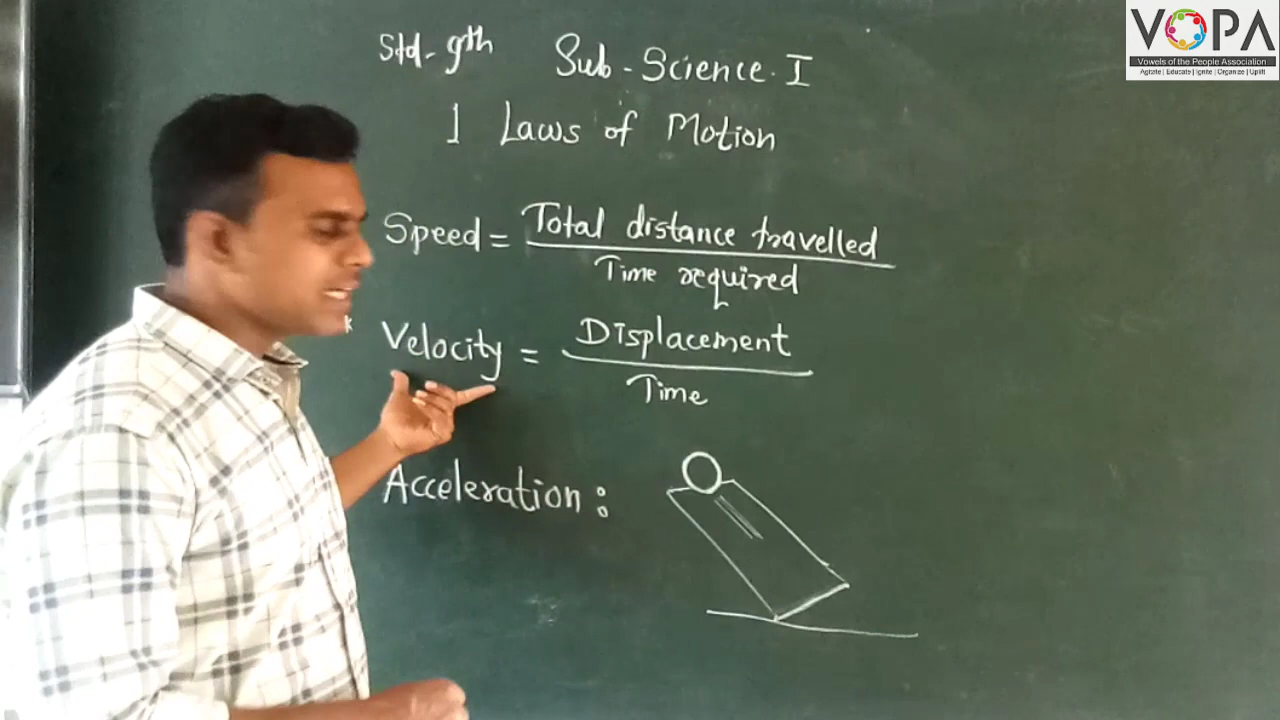 Std - 9th Sub - Science - I
1 Laws of Motion
Speed = Total distance travelled
Time required
Velocity = Displacement
Time
Acceleration :
VOPA
Vowels of the People Association
Agitate | Educate | Ignite | Organize | Uplift